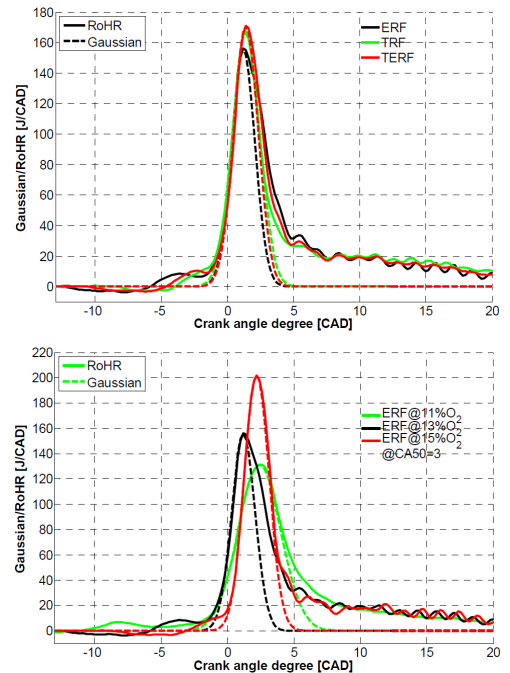 180
160
140
120
100
80
60
40
20
0
Gaussian/RoHR [J/CAD]
RoHR
Gaussian
ERF
TRF
TERF
-10 -5 0 5 10 15 20
Crank angle degree [CAD]
220
200
180
160
140
120
100
80
60
40
20
0
Gaussian/RoHR [J/CAD]
RoHR
Gaussian
ERF@11%O2
ERF@13%O2
ERF@15%O2
@CA50=3
-10 -5 0 5 10 15 20
Crank angle degree [CAD]